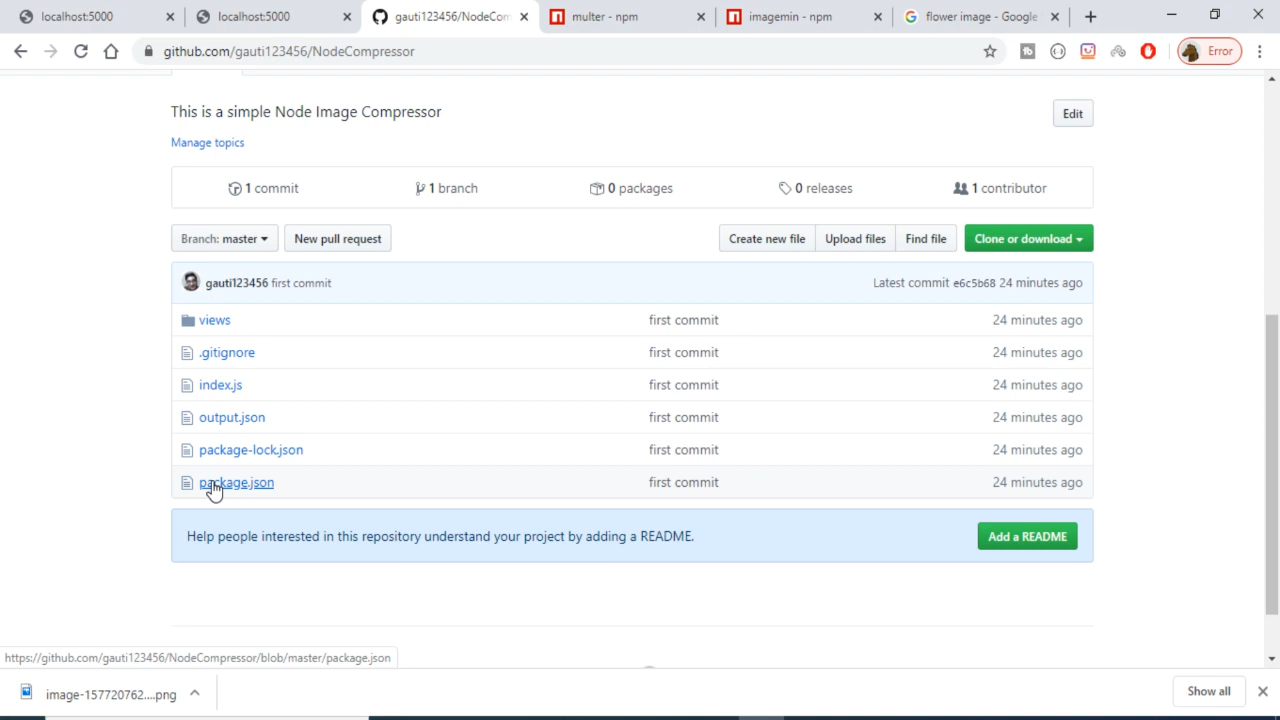 localhost:5000
localhost:5000
gauti123456/NodeCom
multer - npm
imagemin - npm
flower image - Google
github.com/gauti123456/NodeCompressor
Error
This is a simple Node Image Compressor
Edit
Manage topics
1 commit
1 branch
0 packages
0 releases
1 contributor
Branch: master
New pull request
Create new file
Upload files
Find file
Clone or download
gauti123456 first commit
Latest commit e6c5b68 24 minutes ago
views first commit 24 minutes ago
.gitignore first commit 24 minutes ago
index.js first commit 24 minutes ago
output.json first commit 24 minutes ago
package-lock.json first commit 24 minutes ago
package.json first commit 24 minutes ago
Help people interested in this repository understand your project by adding a README.
Add a README
https://github.com/gauti123456/NodeCompressor/blob/master/package.json
image-157720762....png
Show all